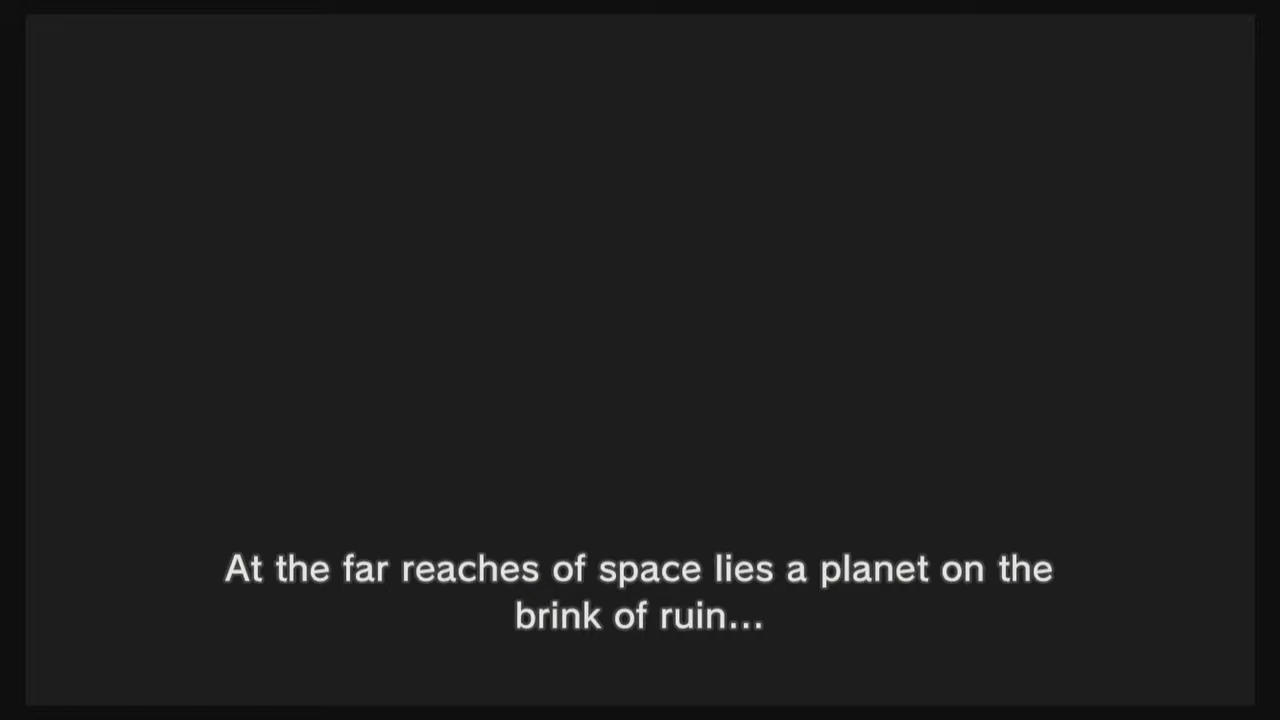 At the far reaches of space lies a planet on the
brink of ruin...